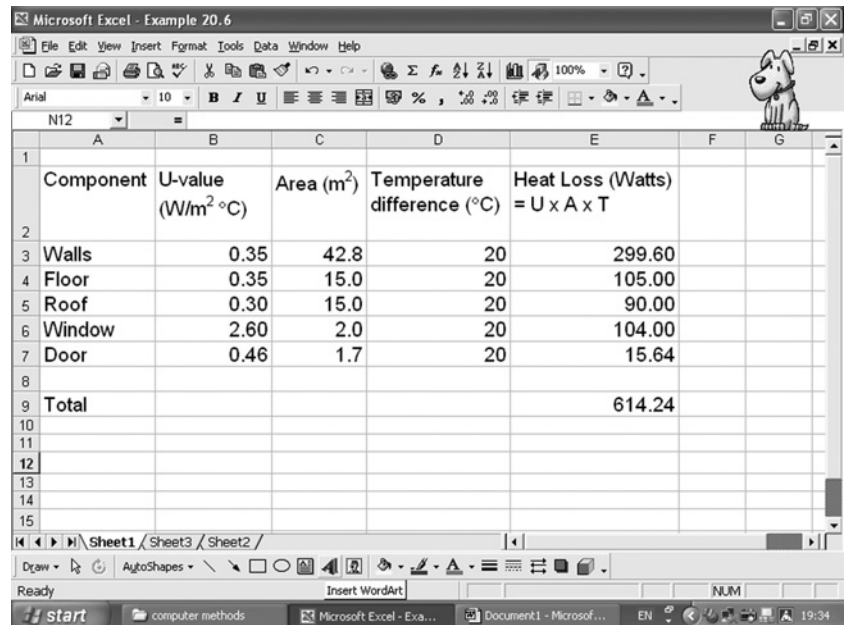 Microsoft Excel - Example 20.6
File Edit View Insert Format Tools Data Window Help
100%
Arial 10 B I U % ,
N12 =
A B C D E F G
1
Component U-value (W/m² °C) Area (m²) Temperature difference (°C) Heat Loss (Watts) = U x A x T
2
3 Walls 0.35 42.8 20 299.60
4 Floor 0.35 15.0 20 105.00
5 Roof 0.30 15.0 20 90.00
6 Window 2.60 2.0 20 104.00
7 Door 0.46 1.7 20 15.64
8
9 Total 614.24
10
11
12
13
14
15
Sheet1 / Sheet3 / Sheet2 /
Draw AutoShapes
Ready Insert WordArt NUM
start computer methods Microsoft Excel - Exa... Document1 - Microsof... EN 19:34